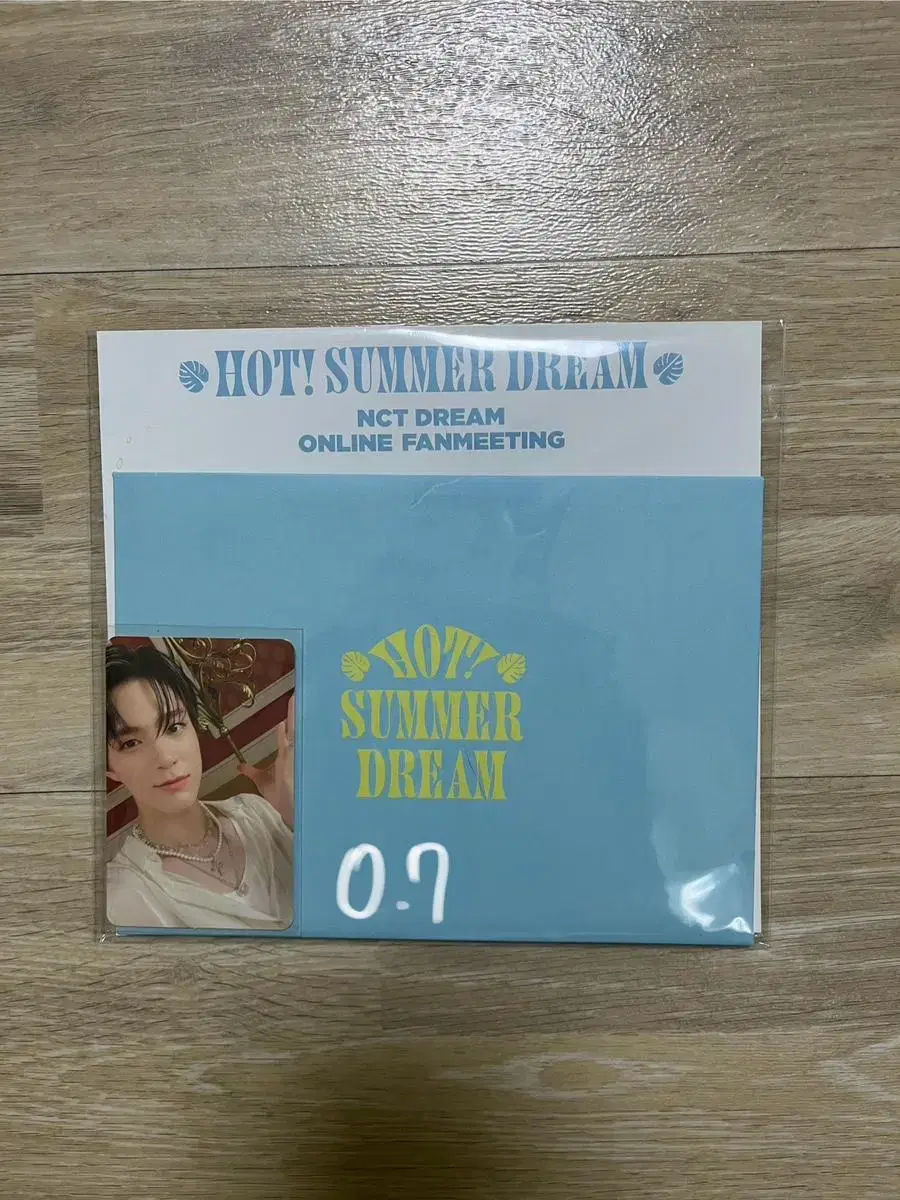 HOT! SUMMER DREAM
NCT DREAM
ONLINE FANMEETING
HOT!
SUMMER
DREAM
0.7